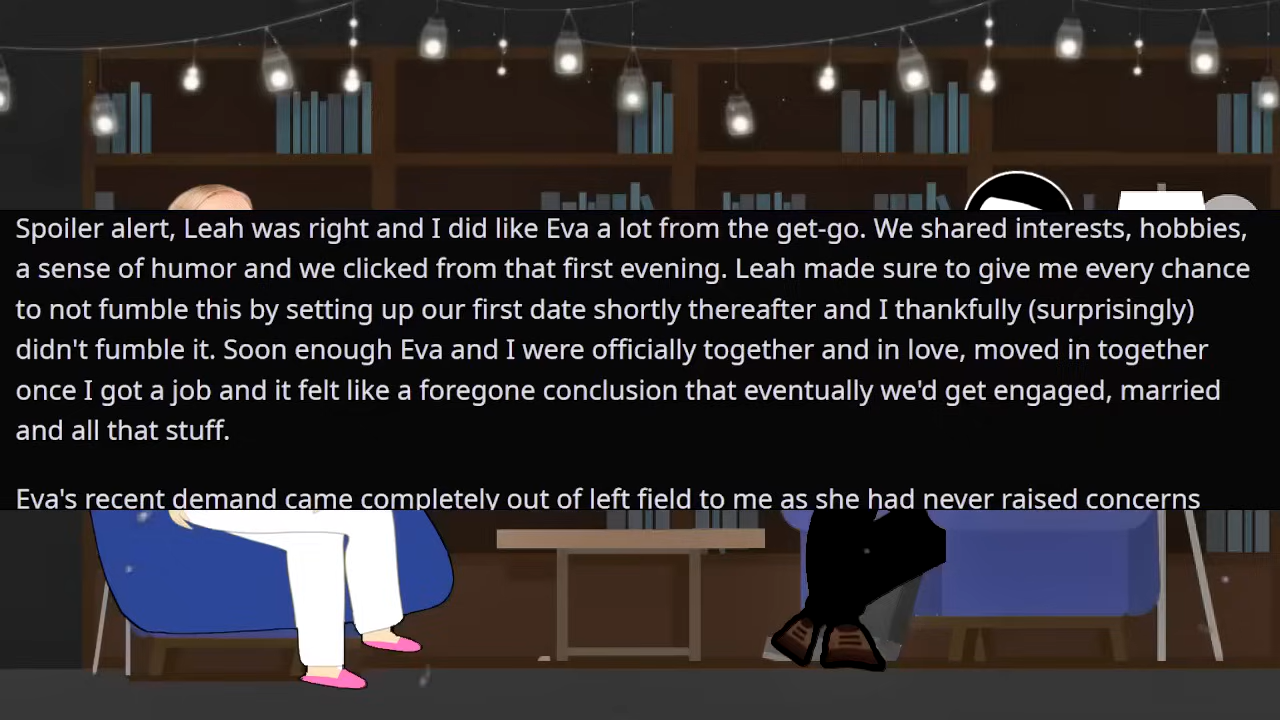 Spoiler alert, Leah was right and I did like Eva a lot from the get-go. We shared interests, hobbies,
a sense of humor and we clicked from that first evening. Leah made sure to give me every chance
to not fumble this by setting up our first date shortly thereafter and I thankfully (surprisingly)
didn't fumble it. Soon enough Eva and I were officially together and in love, moved in together
once I got a job and it felt like a foregone conclusion that eventually we'd get engaged, married
and all that stuff.
Eva's recent demand came completely out of left field to me as she had never raised concerns